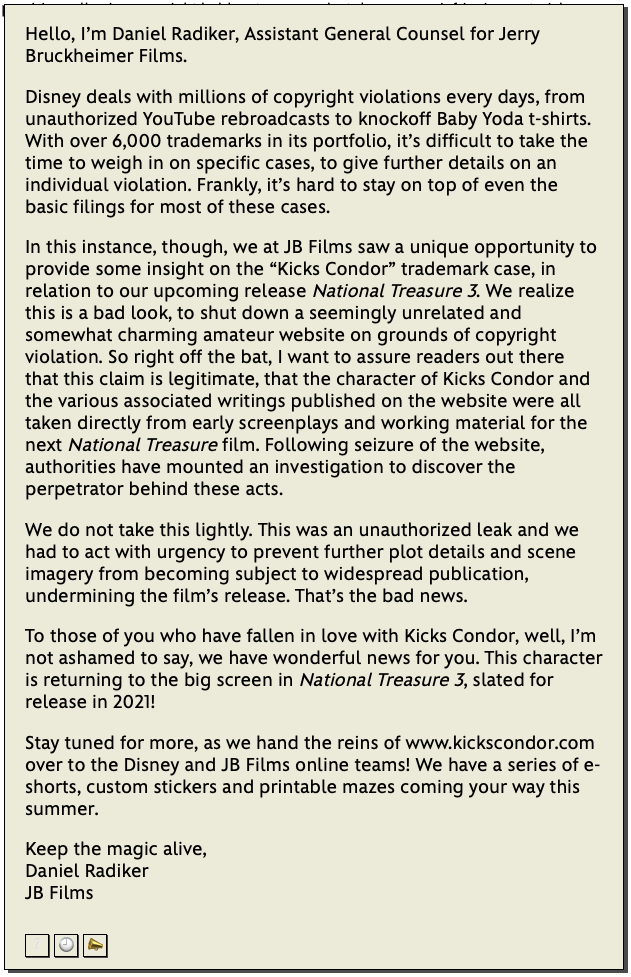 Hello, I’m Daniel Radiker, Assistant General Counsel for Jerry
Bruckheimer Films.
Disney deals with millions of copyright violations every days, from
unauthorized YouTube rebroadcasts to knockoff Baby Yoda t-shirts.
With over 6,000 trademarks in its portfolio, it’s difficult to take the
time to weigh in on specific cases, to give further details on an
individual violation. Frankly, it’s hard to stay on top of even the
basic filings for most of these cases.
In this instance, though, we at JB Films saw a unique opportunity to
provide some insight on the “Kicks Condor” trademark case, in
relation to our upcoming release National Treasure 3. We realize
this is a bad look, to shut down a seemingly unrelated and
somewhat charming amateur website on grounds of copyright
violation. So right off the bat, I want to assure readers out there
that this claim is legitimate, that the character of Kicks Condor and
the various associated writings published on the website were all
taken directly from early screenplays and working material for the
next National Treasure film. Following seizure of the website,
authorities have mounted an investigation to discover the
perpetrator behind these acts.
We do not take this lightly. This was an unauthorized leak and we
had to act with urgency to prevent further plot details and scene
imagery from becoming subject to widespread publication,
undermining the film’s release. That’s the bad news.
To those of you who have fallen in love with Kicks Condor, well, I’m
not ashamed to say, we have wonderful news for you. This character
is returning to the big screen in National Treasure 3, slated for
release in 2021!
Stay tuned for more, as we hand the reins of www.kickscondor.com
over to the Disney and JB Films online teams! We have a series of e-
shorts, custom stickers and printable mazes coming your way this
summer.
Keep the magic alive,
Daniel Radiker
JB Films